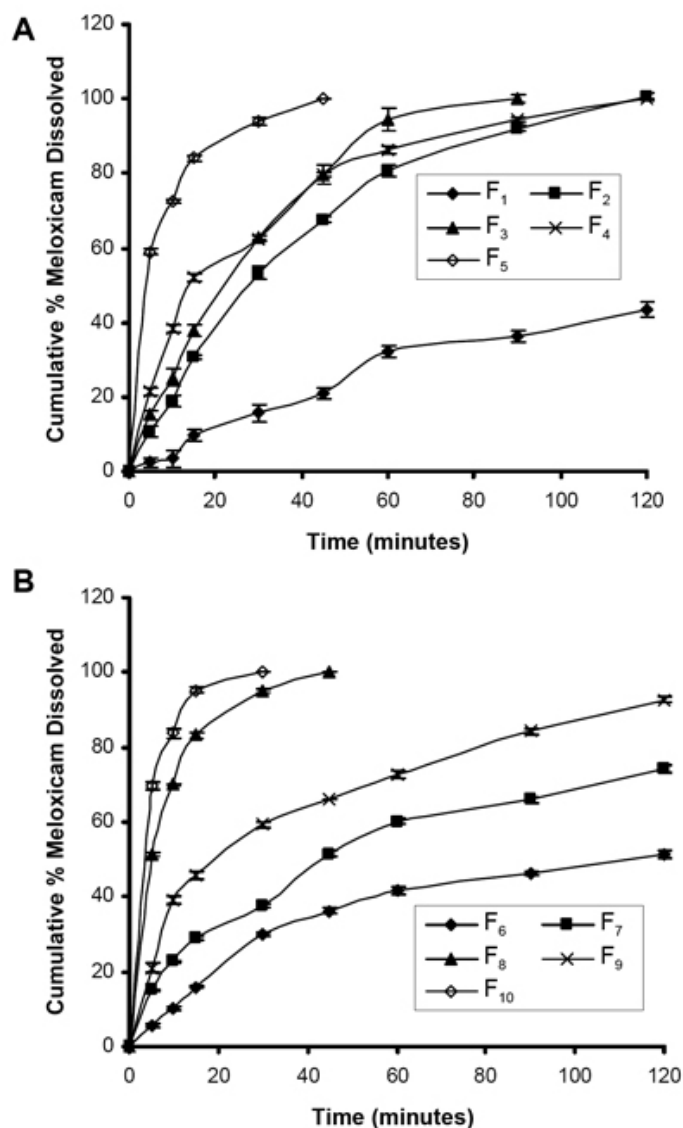 A
Cumulative % Meloxicam Dissolved
120
100
80
60
40
20
0
F₁ F₂
F₃ F₄
F₅
0 20 40 60 80 100 120
Time (minutes)
B
Cumulative % Meloxicam Dissolved
120
100
80
60
40
20
0
F₆ F₇
F₈ F₉
F₁₀
0 20 40 60 80 100 120
Time (minutes)